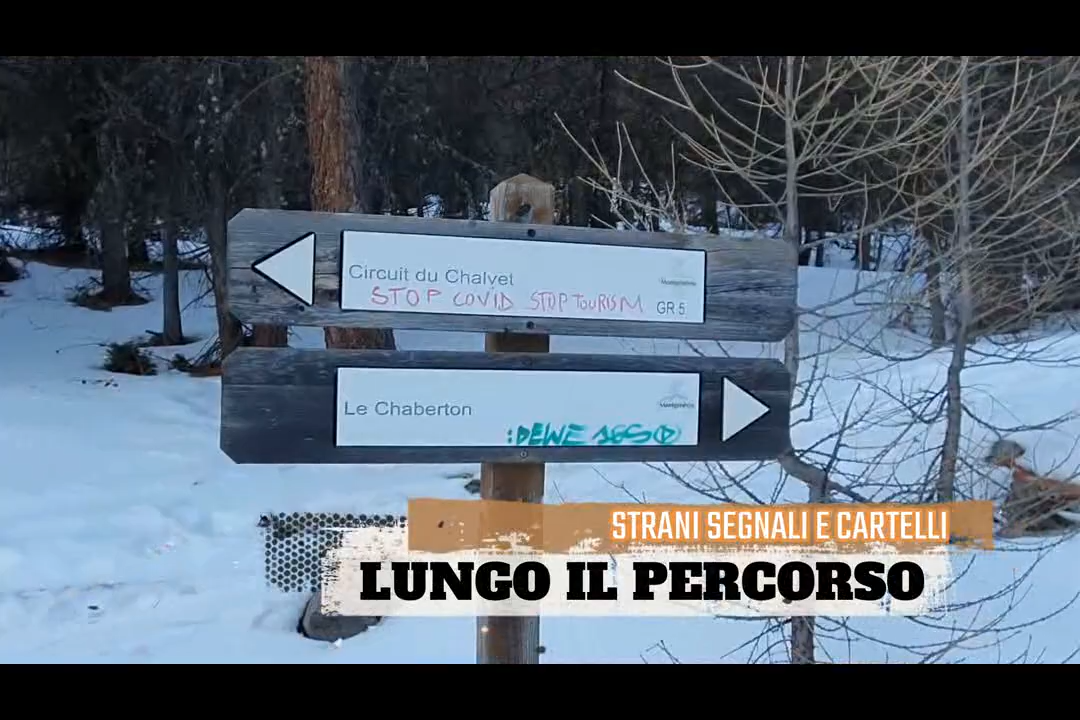 Circuit du Chalvet
STOP COVID STOP TOURISM
GR 5
Le Chaberton
STRANI SEGNALI E CARTELLI
LUNGO IL PERCORSO